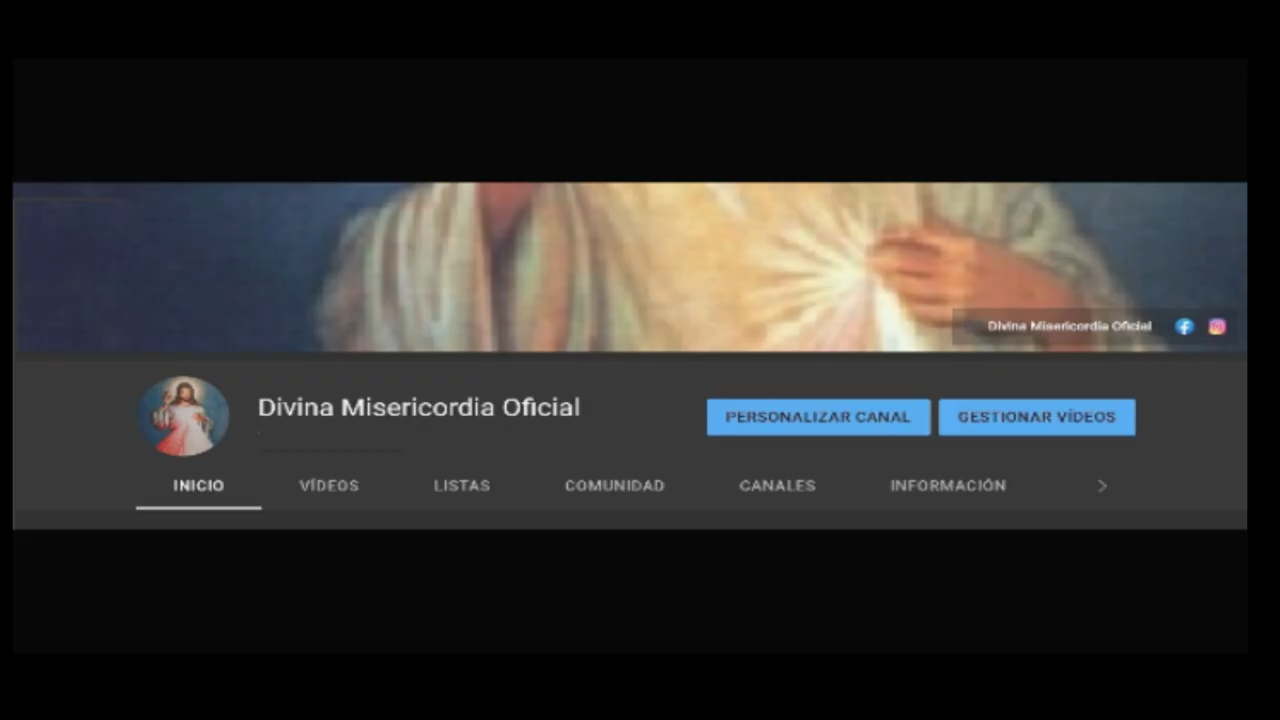 Divina Misericordia Oficial
Divina Misericordia Oficial
PERSONALIZAR CANAL
GESTIONAR VÍDEOS
INICIO
VÍDEOS
LISTAS
COMUNIDAD
CANALES
INFORMACIÓN